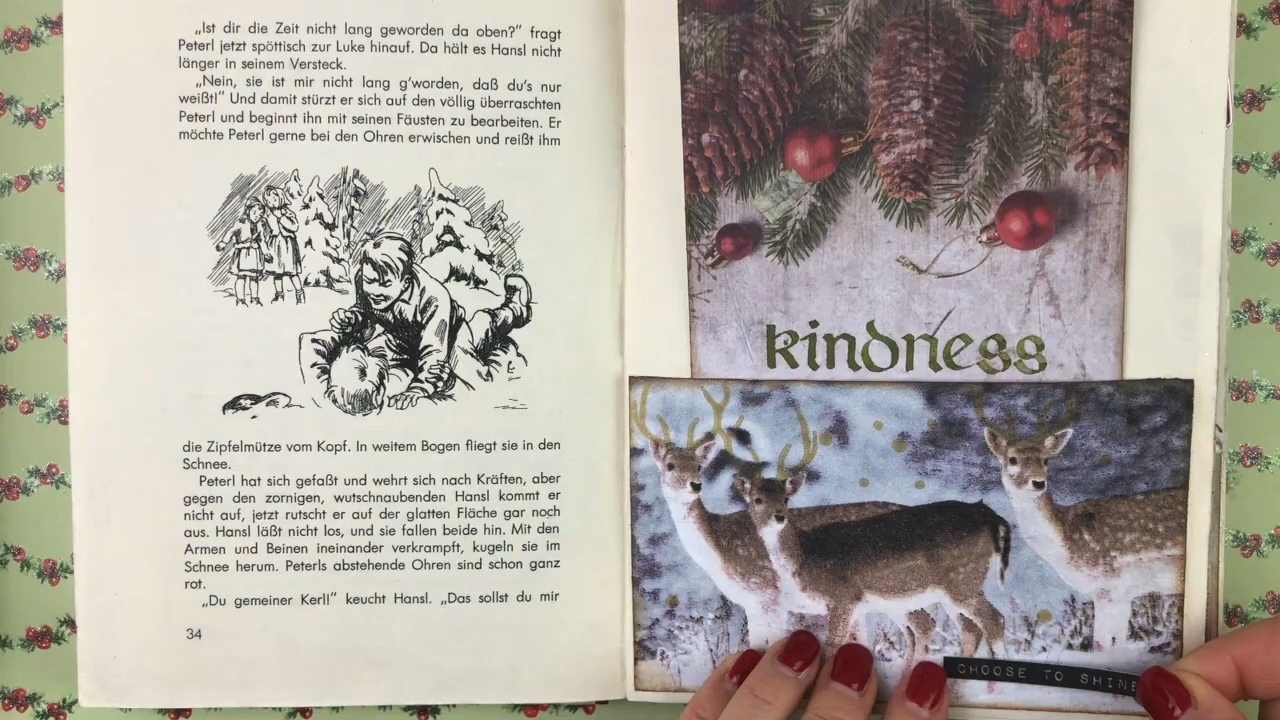 „Ist dir die Zeit nicht lang geworden da oben?” fragt
Peterl jetzt spöttisch zur Luke hinauf. Da hält es Hansl nicht
länger in seinem Versteck.
„Nein, sie ist mir nicht lang g’worden, daß du’s nur
weißt!” Und damit stürzt er sich auf den völlig überraschten
Peterl und beginnt ihn mit seinen Fäusten zu bearbeiten. Er
möchte Peterl gerne bei den Ohren erwischen und reißt ihm
die Zipfelmütze vom Kopf. In weitem Bogen fliegt sie in den
Schnee.
Peterl hat sich gefaßt und wehrt sich nach Kräften, aber
gegen den zornigen, wutschnaubenden Hansl kommt er
nicht auf, jetzt rutscht er auf der glatten Fläche gar noch
aus. Hansl läßt nicht los, und sie fallen beide hin. Mit den
Armen und Beinen ineinander verkrampft, kugeln sie im
Schnee herum. Peterls abstehende Ohren sind schon ganz
rot.
„Du gemeiner Kerl!” keucht Hansl. „Das sollst du mir
34
kindness
CHOOSE TO SHINE